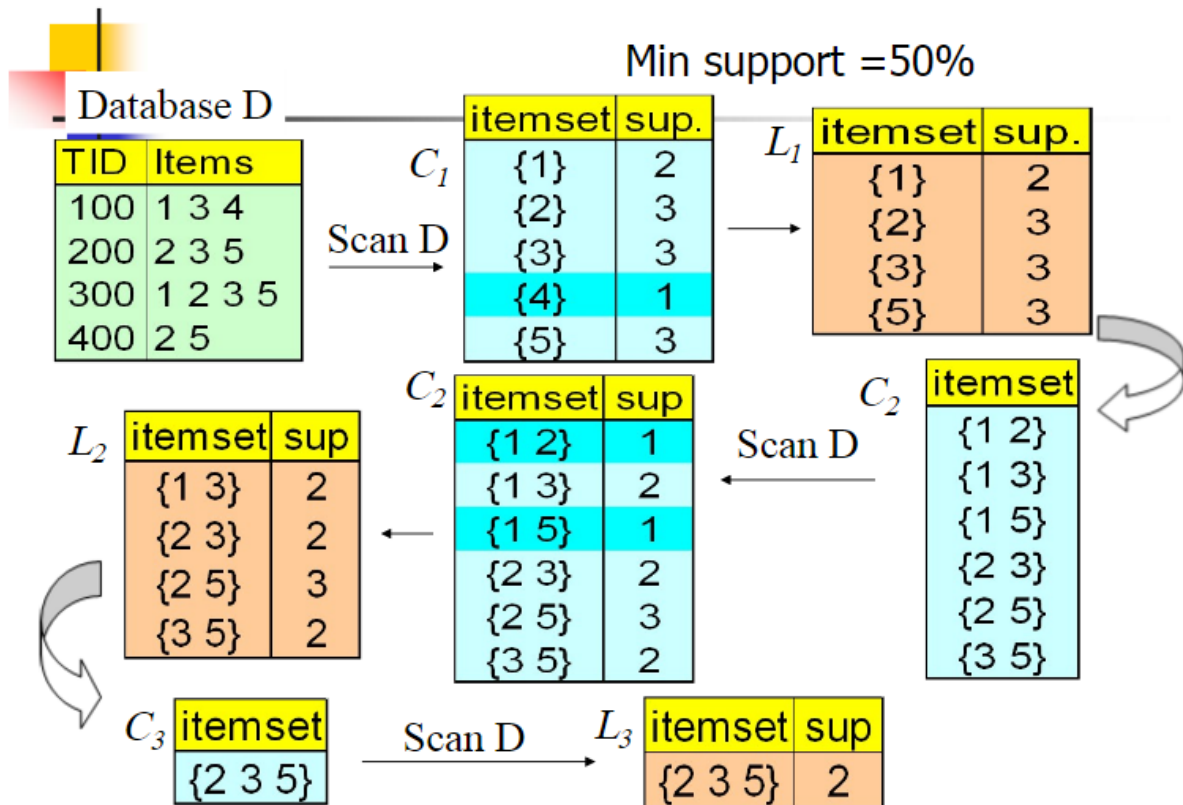 Min support =50%
Database D
TID Items
100 1 3 4
200 2 3 5
300 1 2 3 5
400 2 5
Scan D
C1
itemset sup.
{1} 2
{2} 3
{3} 3
{4} 1
{5} 3
L1
itemset sup.
{1} 2
{2} 3
{3} 3
{5} 3
C2
itemset
{1 2}
{1 3}
{1 5}
{2 3}
{2 5}
{3 5}
Scan D
C2
itemset sup
{1 2} 1
{1 3} 2
{1 5} 1
{2 3} 2
{2 5} 3
{3 5} 2
L2
itemset sup
{1 3} 2
{2 3} 2
{2 5} 3
{3 5} 2
C3
itemset
{2 3 5}
Scan D
L3
itemset sup
{2 3 5} 2